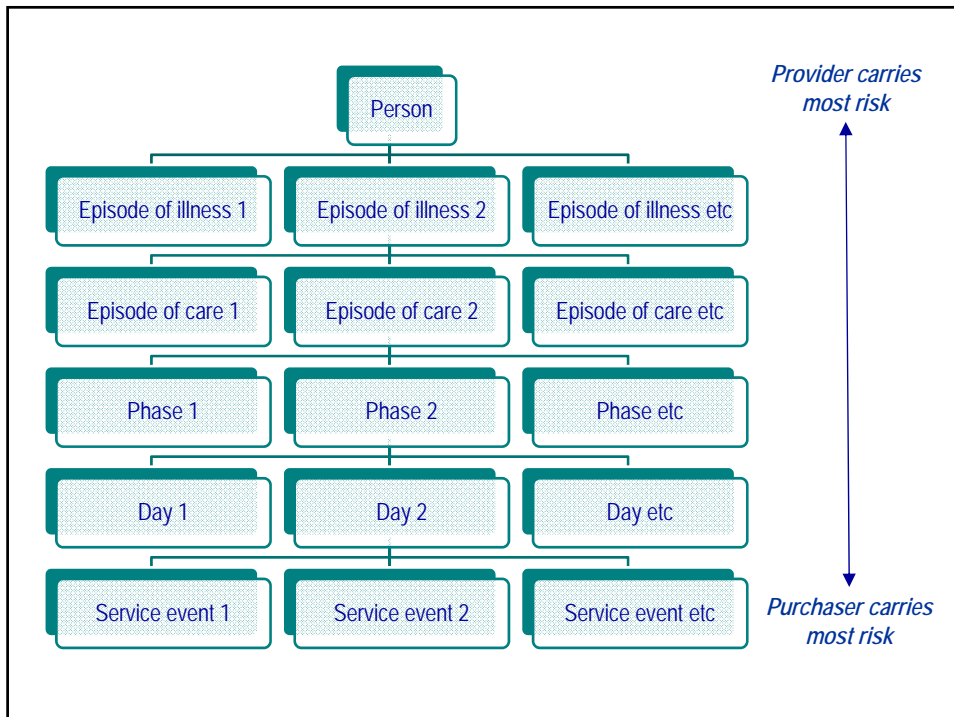 Provider carries
most risk
Person
Episode of illness 1
Episode of illness 2
Episode of illness etc
Episode of care 1
Episode of care 2
Episode of care etc
Phase 1
Phase 2
Phase etc
Day 1
Day 2
Day etc
Service event 1
Service event 2
Service event etc
Purchaser carries
most risk